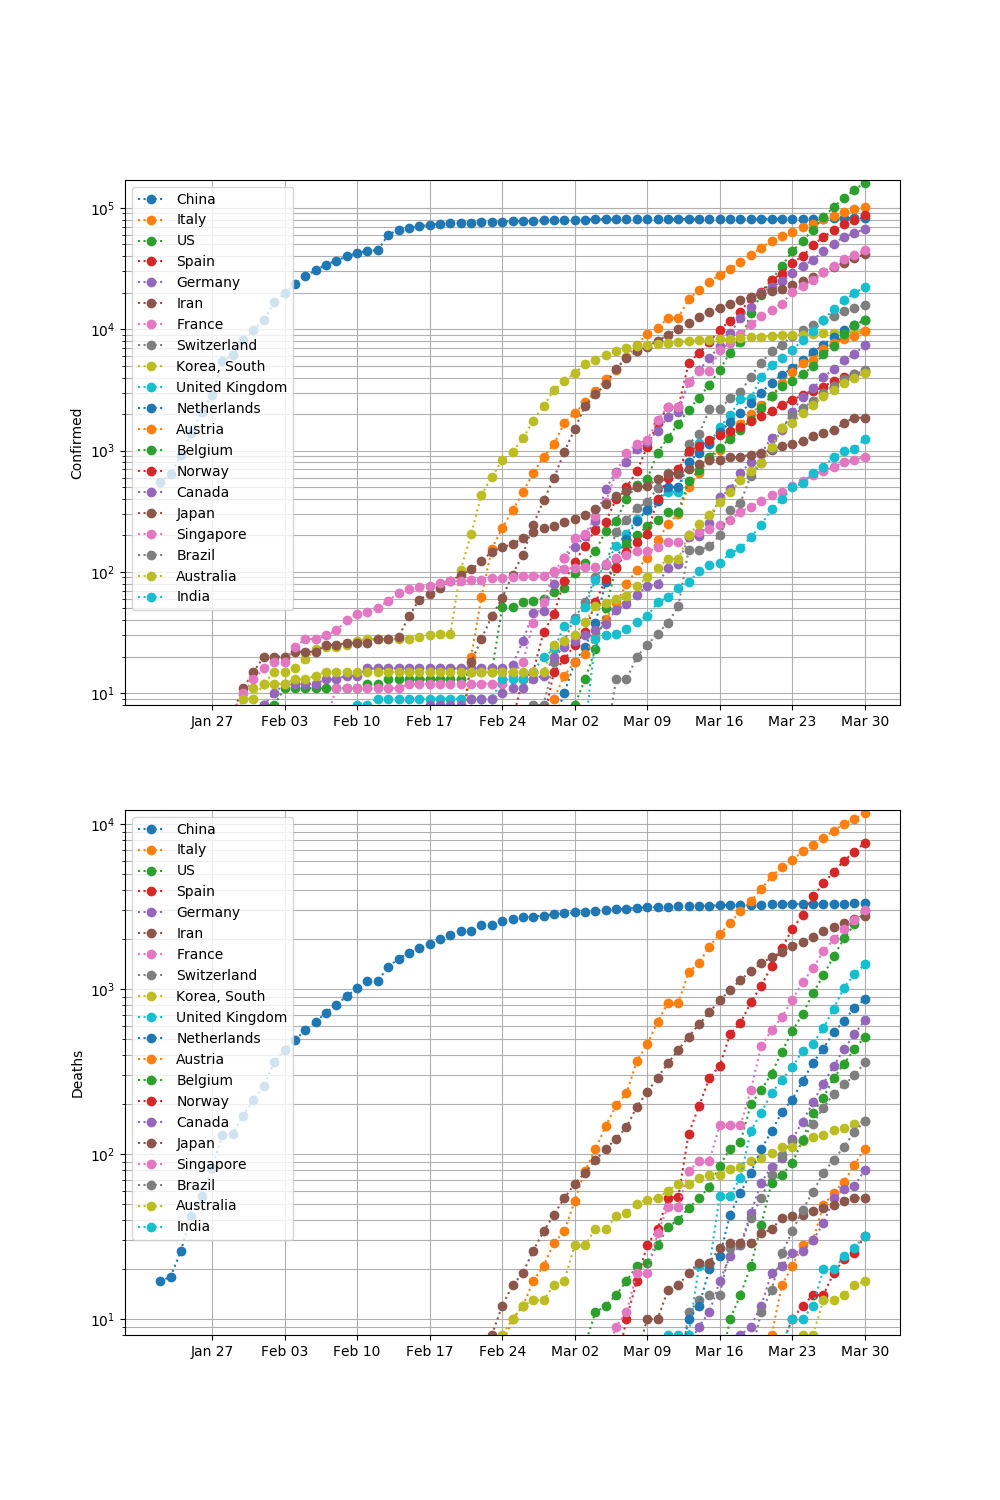 Confirmed
10^5
10^4
10^3
10^2
10^1
China
Italy
US
Spain
Germany
Iran
France
Switzerland
Korea, South
United Kingdom
Netherlands
Austria
Belgium
Norway
Canada
Japan
Singapore
Brazil
Australia
India
Jan 27 Feb 03 Feb 10 Feb 17 Feb 24 Mar 02 Mar 09 Mar 16 Mar 23 Mar 30
Deaths
10^4
10^3
10^2
10^1
China
Italy
US
Spain
Germany
Iran
France
Switzerland
Korea, South
United Kingdom
Netherlands
Austria
Belgium
Norway
Canada
Japan
Singapore
Brazil
Australia
India
Jan 27 Feb 03 Feb 10 Feb 17 Feb 24 Mar 02 Mar 09 Mar 16 Mar 23 Mar 30